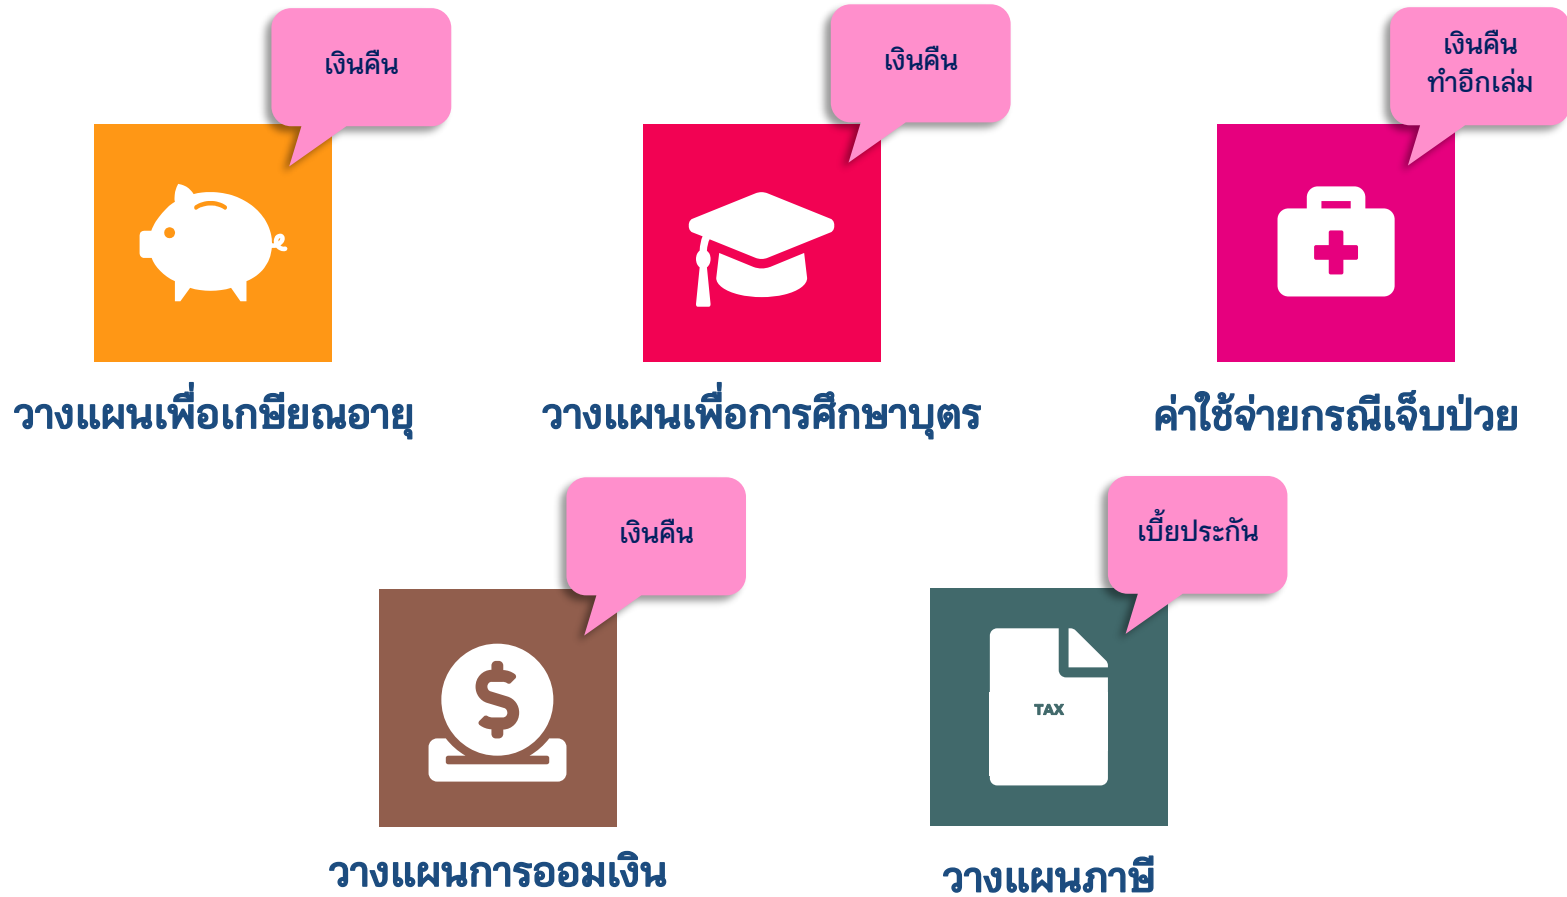 เงินคืน
เงินคืน
เงินคืน
ทำอีกเล่ม
วางแผนเพื่อเกษียณอายุ
วางแผนเพื่อการศึกษาบุตร
ค่าใช้จ่ายกรณีเจ็บป่วย
เงินคืน
เบี้ยประกัน
$
TAX
วางแผนการออมเงิน
วางแผนภาษี